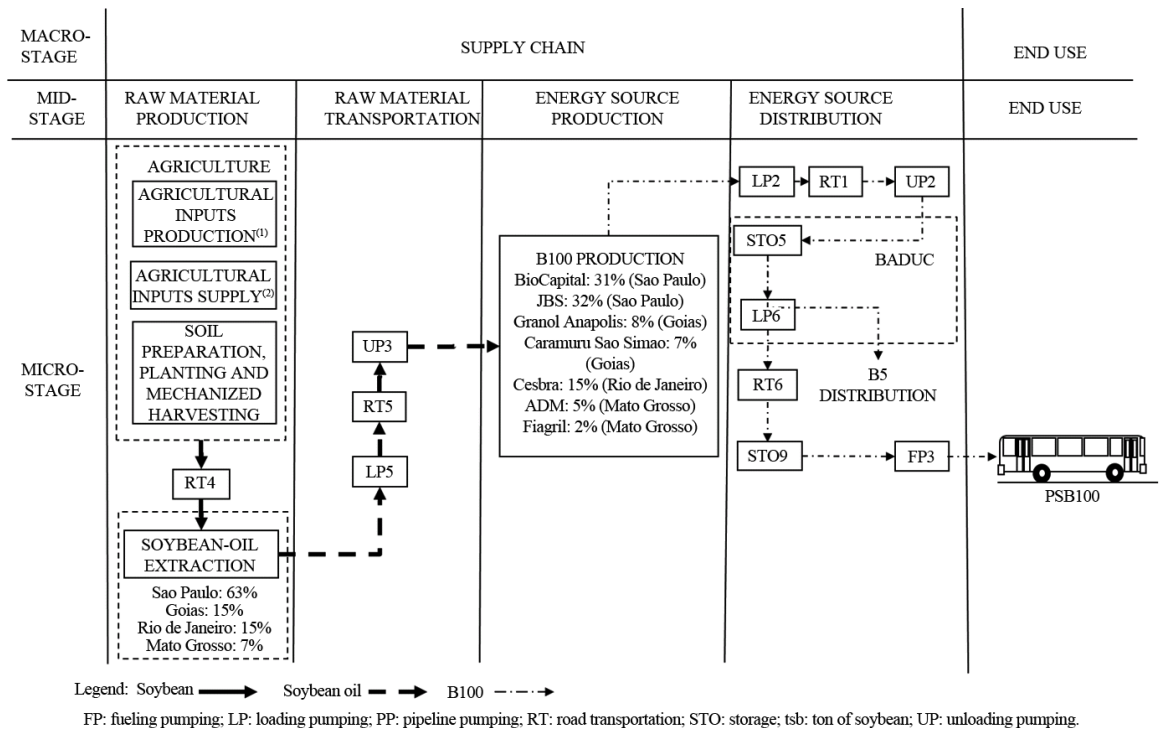 MACRO-
STAGE
SUPPLY CHAIN
END USE
MID-
STAGE
RAW MATERIAL
PRODUCTION
RAW MATERIAL
TRANSPORTATION
ENERGY SOURCE
PRODUCTION
ENERGY SOURCE
DISTRIBUTION
END USE
MICRO-
STAGE
AGRICULTURE
AGRICULTURAL
INPUTS
PRODUCTION(1)
AGRICULTURAL
INPUTS SUPPLY(2)
SOIL
PREPARATION,
PLANTING AND
MECHANIZED
HARVESTING
RT4
SOYBEAN-OIL
EXTRACTION
Sao Paulo: 63%
Goias: 15%
Rio de Janeiro: 15%
Mato Grosso: 7%
UP3
RT5
LP5
B100 PRODUCTION
BioCapital: 31% (Sao Paulo)
JBS: 32% (Sao Paulo)
Granol Anapolis: 8% (Goias)
Caramuru Sao Simao: 7%
(Goias)
Cesbra: 15% (Rio de Janeiro)
ADM: 5% (Mato Grosso)
Fiagril: 2% (Mato Grosso)
LP2
RT1
UP2
STO5
BADUC
LP6
B5
DISTRIBUTION
RT6
STO9
FP3
PSB100
Legend: Soybean
Soybean oil
B100
FP: fueling pumping; LP: loading pumping; PP: pipeline pumping; RT: road transportation; STO: storage; tsb: ton of soybean; UP: unloading pumping.